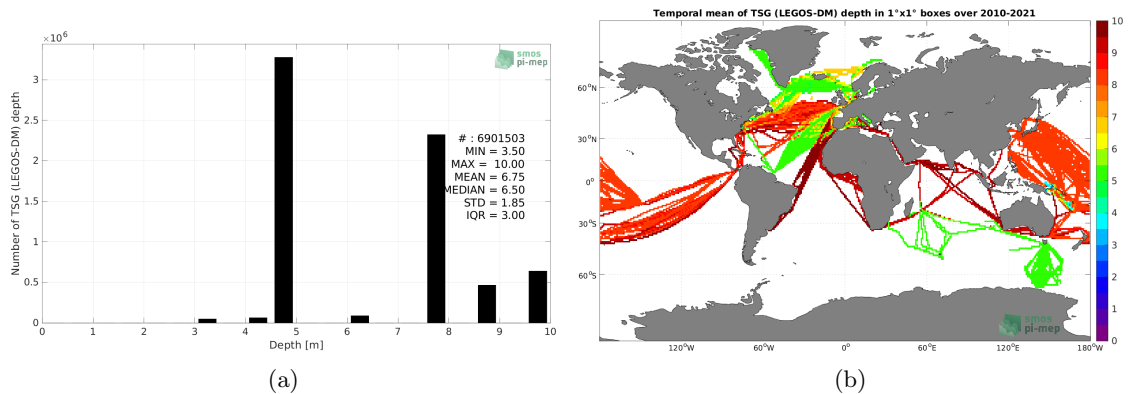 ×10⁶
smos
pi-mep
3
2.5
2
1.5
1
0.5
0
Number of TSG (LEGOS-DM) depth
# : 6901503
MIN = 3.50
MAX = 10.00
MEAN = 6.75
MEDIAN = 6.50
STD = 1.85
IQR = 3.00
0 1 2 3 4 5 6 7 8 9 10
Depth [m]
(a)
Temporal mean of TSG (LEGOS-DM) depth in 1°x1° boxes over 2010-2021
60°N
30°N
0°
30°S
60°S
120°W 60°W 0° 60°E 120°E 180°W
smos
pi-mep
10
9
8
7
6
5
4
3
2
1
0
(b)